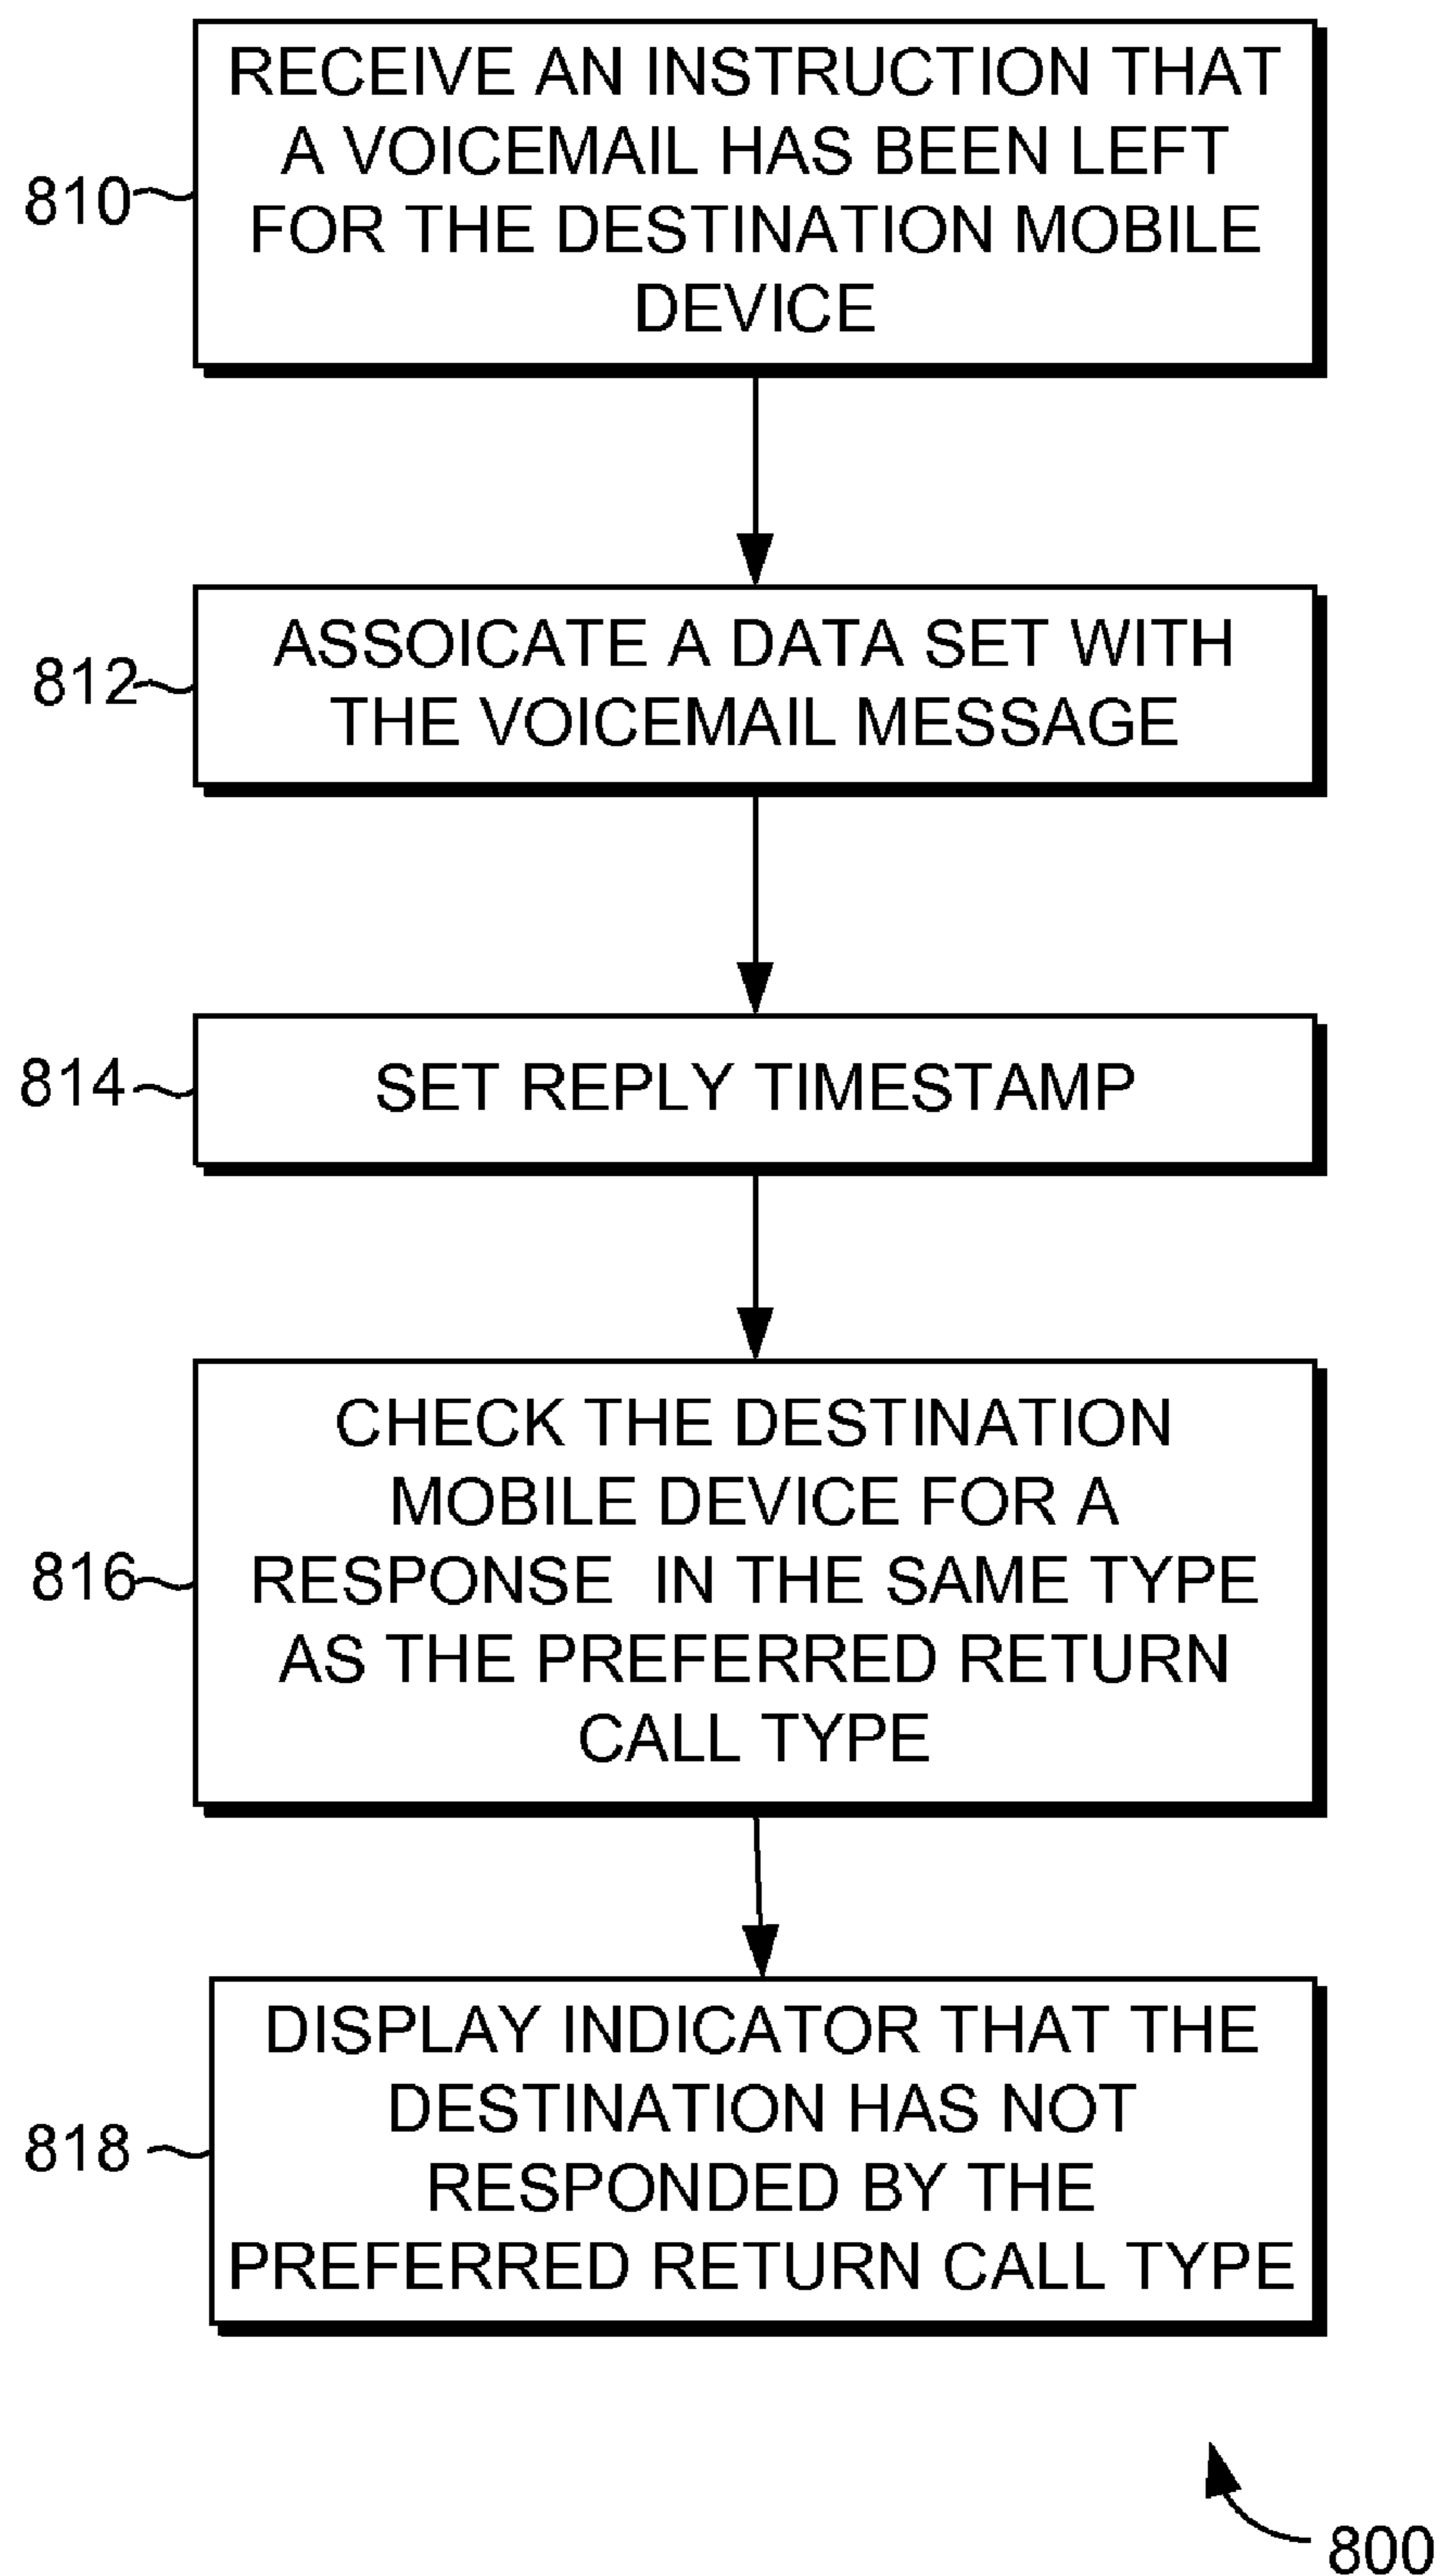 RECEIVE AN INSTRUCTION THAT
A VOICEMAIL HAS BEEN LEFT
FOR THE DESTINATION MOBILE
DEVICE
810
ASSOICATE A DATA SET WITH
THE VOICEMAIL MESSAGE
812
SET REPLY TIMESTAMP
814
CHECK THE DESTINATION
MOBILE DEVICE FOR A
RESPONSE IN THE SAME TYPE
AS THE PREFERRED RETURN
CALL TYPE
816
DISPLAY INDICATOR THAT THE
DESTINATION HAS NOT
RESPONDED BY THE
PREFERRED RETURN CALL TYPE
818
800